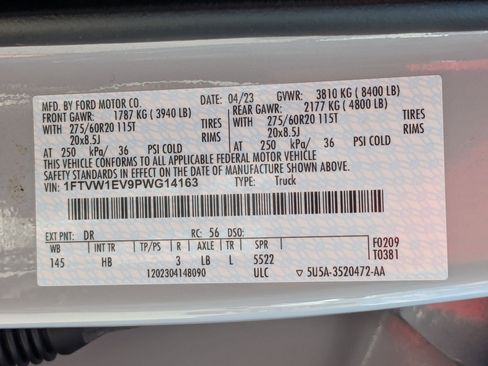 MFD. BY FORD MOTOR CO. DATE: 04/23 GVWR: 3810 KG ( 8400 LB)
FRONT GAWR: 1787 KG ( 3940 LB) REAR GAWR: 2177 KG ( 4800 LB)
WITH 275/60R20 115T TIRES WITH 275/60R20 115T TIRES
20x8.5J RIMS 20x8.5J RIMS
AT 250 kPa/ 36 PSI COLD AT 250 kPa/ 36 PSI COLD
THIS VEHICLE CONFORMS TO ALL APPLICABLE FEDERAL MOTOR VEHICLE
SAFETY STANDARDS IN EFFECT ON THE DATE OF MANUFACTURE SHOWN ABOVE.
VIN: 1FTVW1EV9PWG14163 TYPE: Truck
EXT PNT: DR RC: 56 DSO:
WB INT TR TP/PS R AXLE TR SPR
145 HB 3 LB L 5522
F0209
T0381
1202304148090 ULC 5U5A-3520472-AA